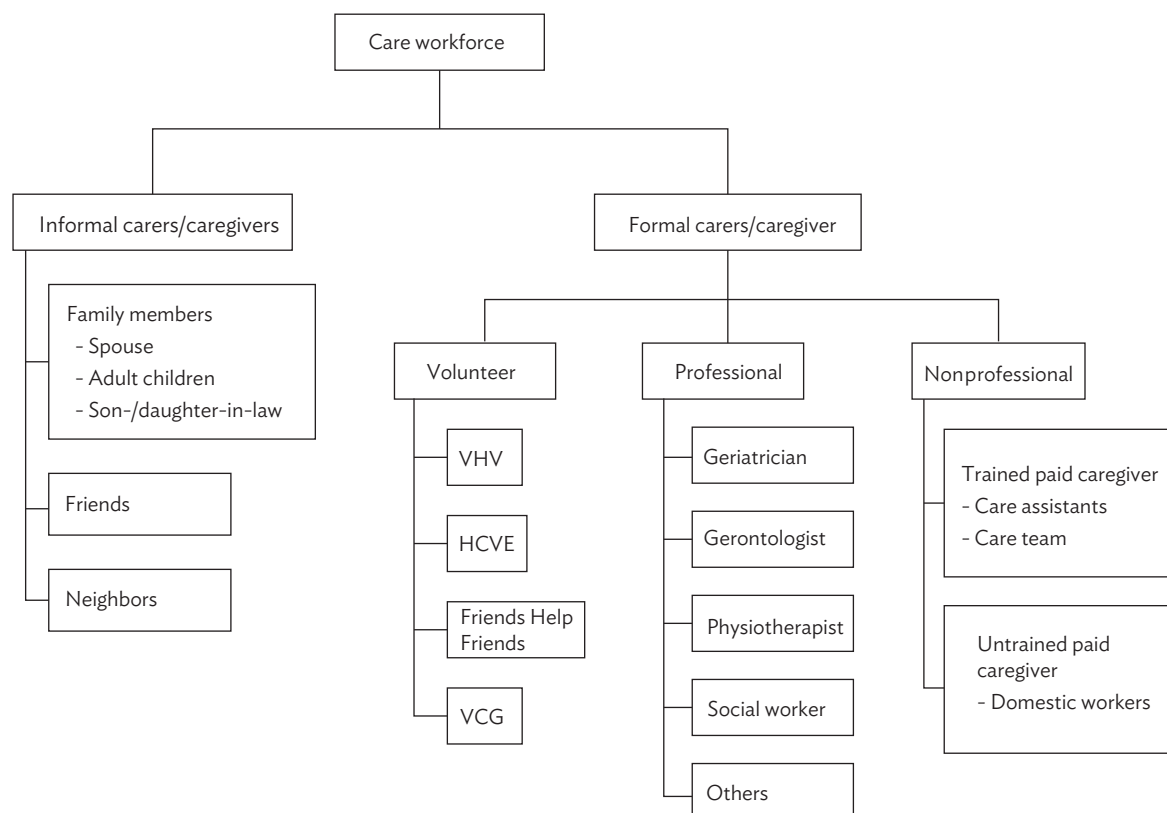 Care workforce
Informal carers/caregivers
Family members
- Spouse
- Adult children
- Son-/daughter-in-law
Friends
Neighbors
Formal carers/caregiver
Volunteer
VHV
HCVE
Friends Help
Friends
VCG
Professional
Geriatrician
Gerontologist
Physiotherapist
Social worker
Others
Nonprofessional
Trained paid caregiver
- Care assistants
- Care team
Untrained paid
caregiver
- Domestic workers